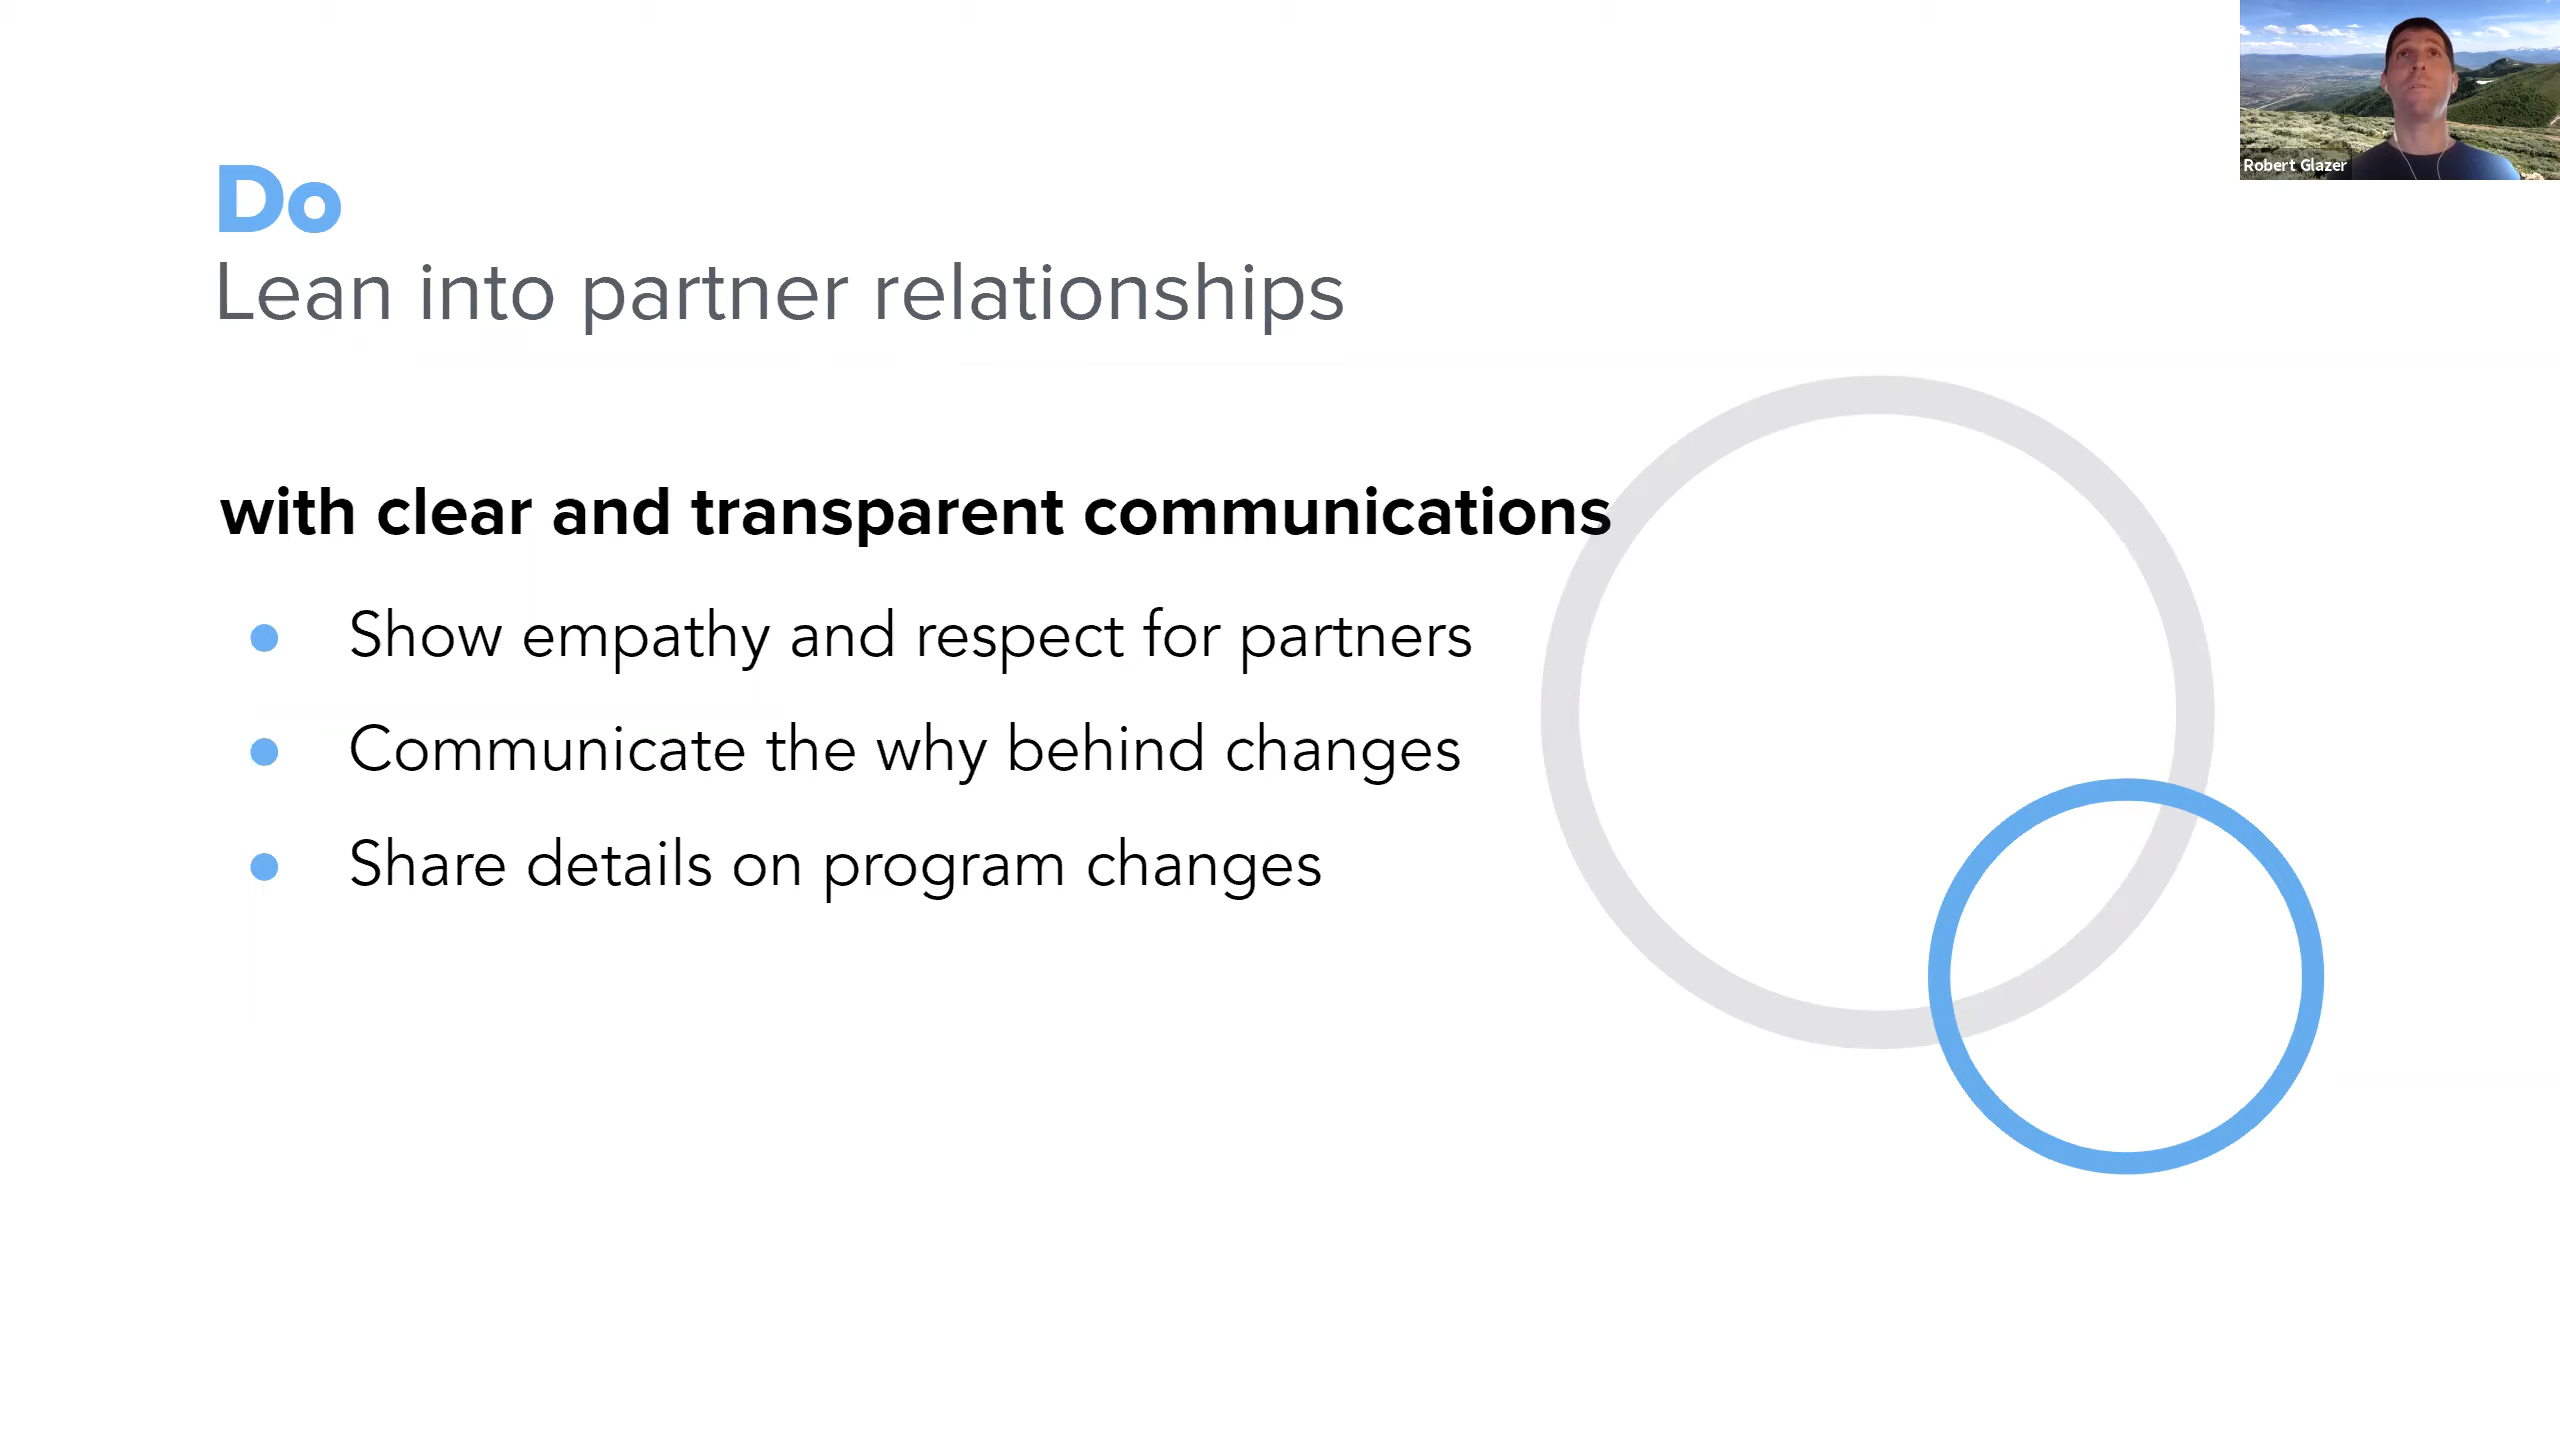 Robert Glazer
Do
Lean into partner relationships
with clear and transparent communications
Show empathy and respect for partners
Communicate the why behind changes
Share details on program changes